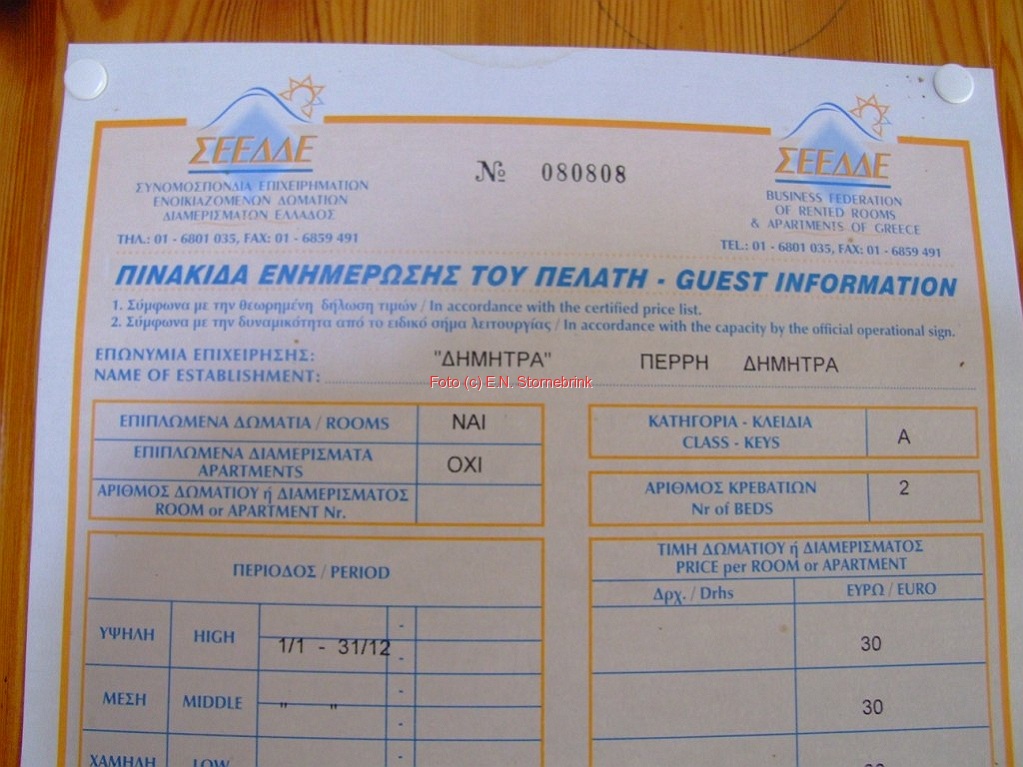 ΣΕΕΔΔΕ
ΣΥΝΟΜΟΣΠΟΝΔΙΑ ΕΠΙΧΕΙΡΗΜΑΤΙΩΝ
ΕΝΟΙΚΙΑΖΟΜΕΝΩΝ ΔΩΜΑΤΙΩΝ
ΔΙΑΜΕΡΙΣΜΑΤΩΝ ΕΛΛΑΔΟΣ
ΤΗΛ.: 01 - 6801 035, FAX: 01 - 6859 491
№ 080808
ΣΕΕΔΔΕ
BUSINESS FEDERATION
OF RENTED ROOMS
& APARTMENTS OF GREECE
TEL.: 01 - 6801 035, FAX: 01 - 6859 491
ΠΙΝΑΚΙΔΑ ΕΝΗΜΕΡΩΣΗΣ ΤΟΥ ΠΕΛΑΤΗ - GUEST INFORMATION
1. Σύμφωνα με την θεωρημένη δήλωση τιμών / In accordance with the certified price list.
2. Σύμφωνα με την δυναμικότητα από το ειδικό σήμα λειτουργίας / In accordance with the capacity by the official operational sign.
ΕΠΩΝΥΜΙΑ ΕΠΙΧΕΙΡΗΣΗΣ: "ΔΗΜΗΤΡΑ" ΠΕΡΡΗ ΔΗΜΗΤΡΑ
NAME OF ESTABLISHMENT:
Foto (c) E.N. Stornebrink
ΕΠΙΠΛΩΜΕΝΑ ΔΩΜΑΤΙΑ / ROOMS ΝΑΙ
ΕΠΙΠΛΩΜΕΝΑ ΔΙΑΜΕΡΙΣΜΑΤΑ
APARTMENTS ΟΧΙ
ΑΡΙΘΜΟΣ ΔΩΜΑΤΙΟΥ ή ΔΙΑΜΕΡΙΣΜΑΤΟΣ
ROOM or APARTMENT Nr.
ΚΑΤΗΓΟΡΙΑ - ΚΛΕΙΔΙΑ
CLASS - KEYS A
ΑΡΙΘΜΟΣ ΚΡΕΒΑΤΙΩΝ 2
Nr of BEDS
ΠΕΡΙΟΔΟΣ / PERIOD
ΤΙΜΗ ΔΩΜΑΤΙΟΥ ή ΔΙΑΜΕΡΙΣΜΑΤΟΣ
PRICE per ROOM or APARTMENT
Δρχ. / Drhs ΕΥΡΩ / EURO
ΥΨΗΛΗ HIGH 1/1 - 31/12 - - 30
ΜΕΣΗ MIDDLE " " - - 30
ΧΑΜΗΛΗ LOW